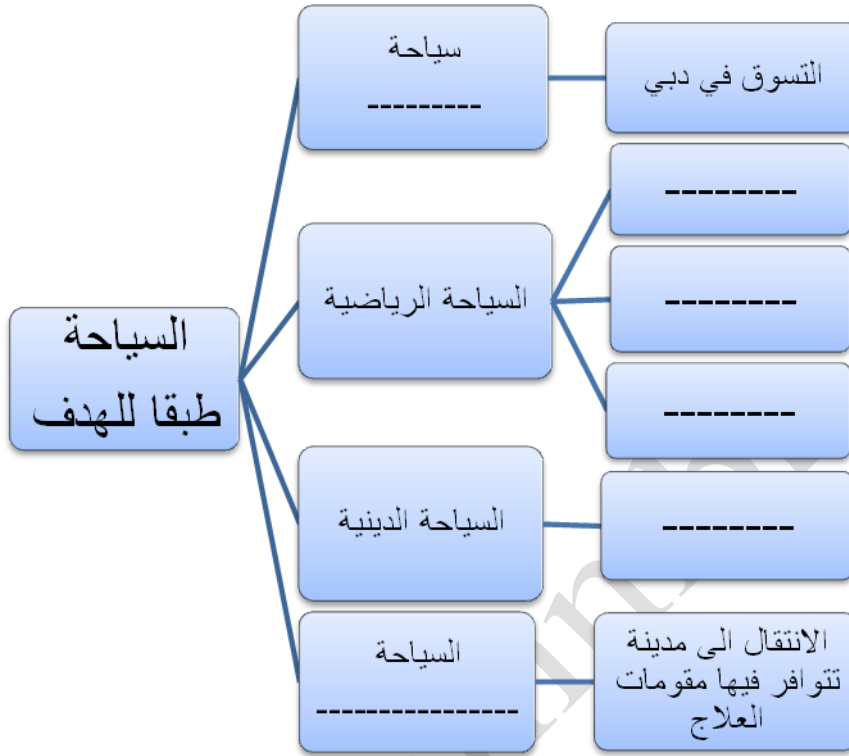 السياحة
طبقا للهدف
سياحة
---------
التسوق في دبي
السياحة الرياضية
--------
--------
--------
السياحة الدينية
--------
السياحة
----------------
الانتقال الى مدينة
تتوافر فيها مقومات
العلاج